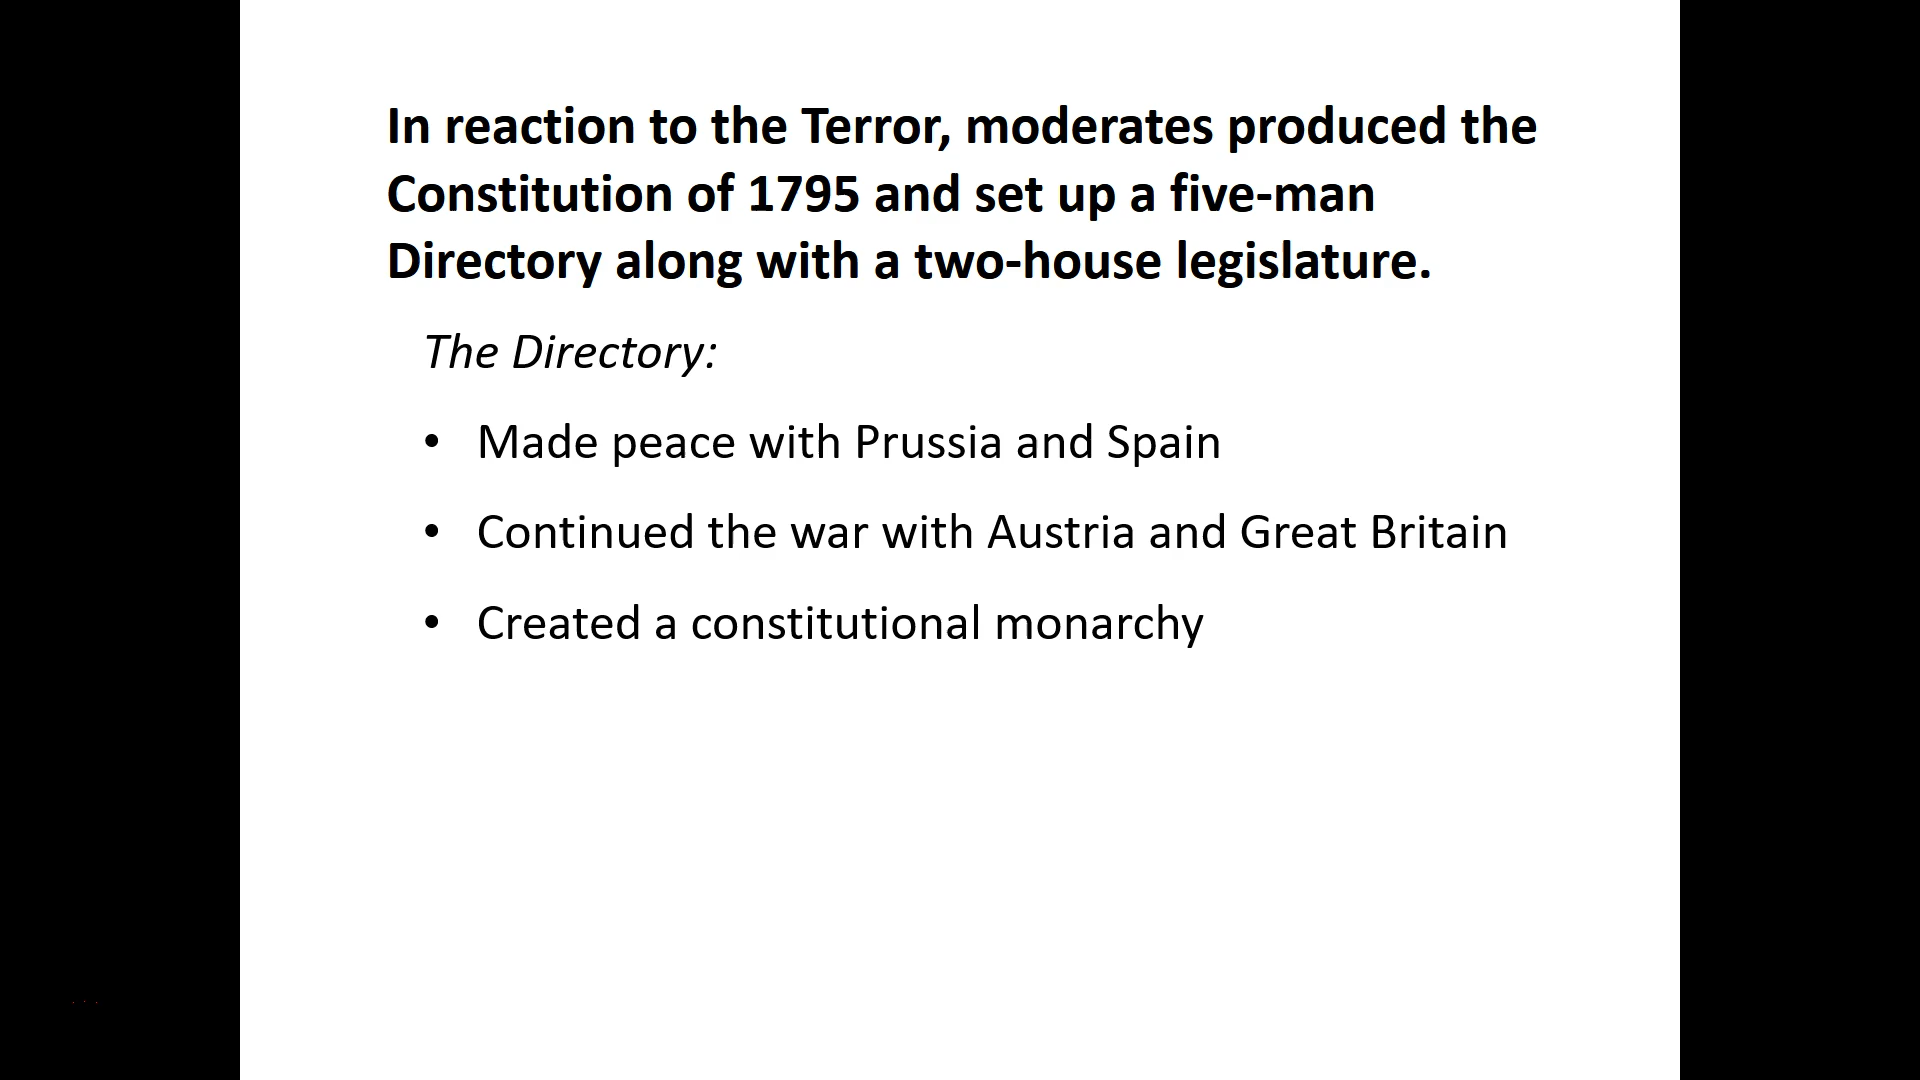 In reaction to the Terror, moderates produced the
Constitution of 1795 and set up a five-man
Directory along with a two-house legislature.
The Directory:
• Made peace with Prussia and Spain
• Continued the war with Austria and Great Britain
• Created a constitutional monarchy